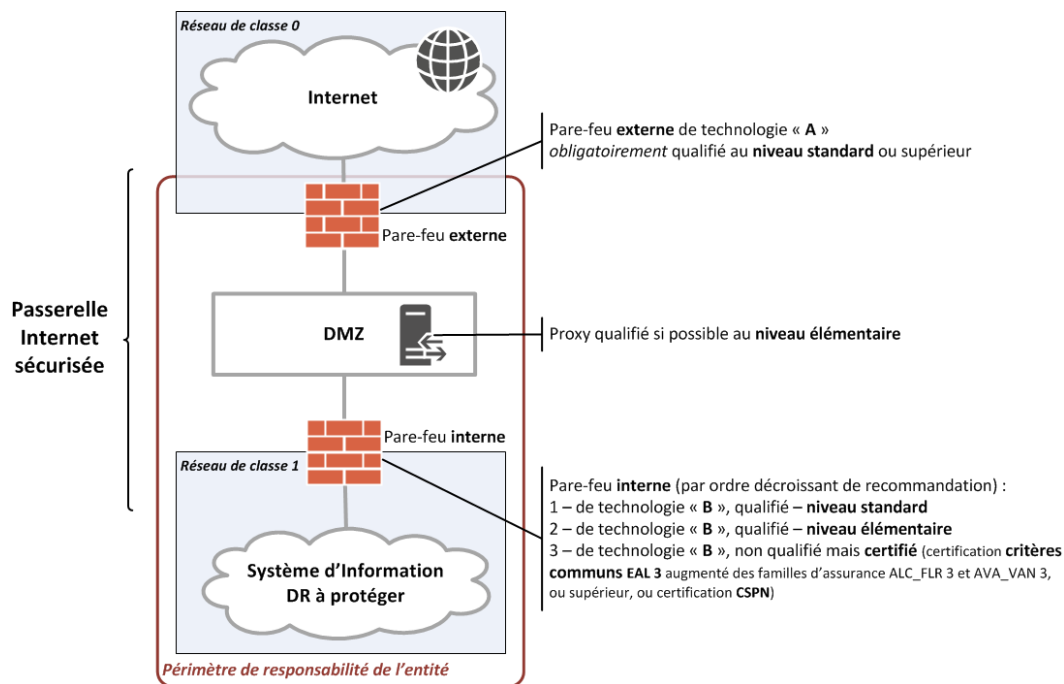 Réseau de classe 0
Internet
Pare-feu externe de technologie « A »
obligatoirement qualifié au niveau standard ou supérieur
Pare-feu externe
Passerelle
Internet
sécurisée
DMZ
Proxy qualifié si possible au niveau élémentaire
Pare-feu interne
Réseau de classe 1
Pare-feu interne (par ordre décroissant de recommandation) :
1 – de technologie « B », qualifié – niveau standard
2 – de technologie « B », qualifié – niveau élémentaire
3 – de technologie « B », non qualifié mais certifié (certification critères
communs EAL 3 augmenté des familles d'assurance ALC_FLR 3 et AVA_VAN 3,
ou supérieur, ou certification CSPN)
Système d'Information
DR à protéger
Périmètre de responsabilité de l'entité